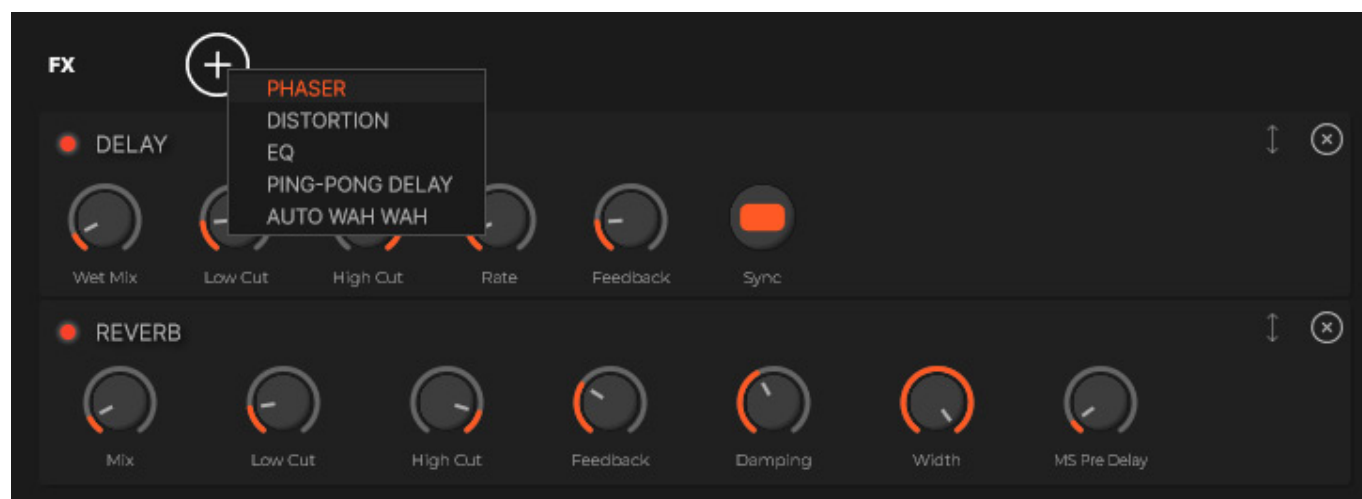 FX
PHASER
DISTORTION
EQ
PING-PONG DELAY
AUTO WAH WAH
DELAY
Wet Mix Low Cut High Cut Rate Feedback Sync
REVERB
Mix Low Cut High Cut Feedback Damping Width MS Pre Delay